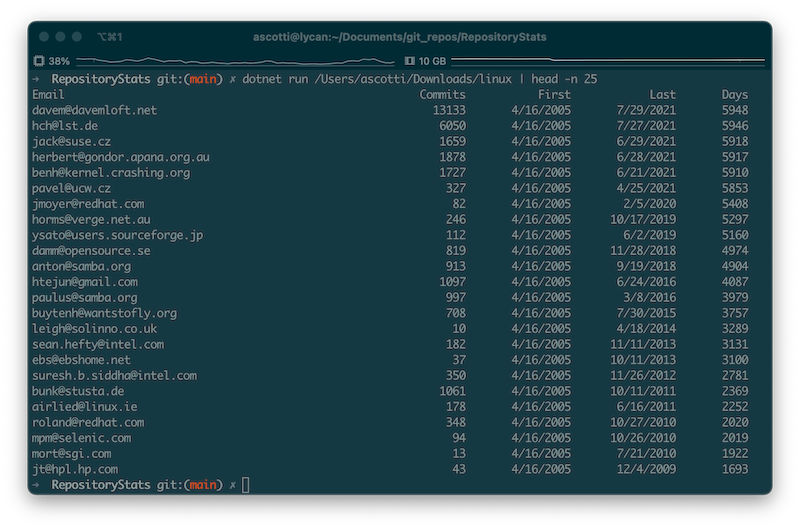 ⌥⌘1 ascotti@lycan:~/Documents/git_repos/RepositoryStats
38% 10 GB
→ RepositoryStats git:(main) ✗ dotnet run /Users/ascotti/Downloads/linux | head -n 25
Email Commits First Last Days
davem@davemloft.net 13133 4/16/2005 7/29/2021 5948
hch@lst.de 6050 4/16/2005 7/27/2021 5946
jack@suse.cz 1659 4/16/2005 6/29/2021 5918
herbert@gondor.apana.org.au 1878 4/16/2005 6/28/2021 5917
benh@kernel.crashing.org 1727 4/16/2005 6/21/2021 5910
pavel@ucw.cz 327 4/16/2005 4/25/2021 5853
jmoyer@redhat.com 82 4/16/2005 2/5/2020 5408
horms@verge.net.au 246 4/16/2005 10/17/2019 5297
ysato@users.sourceforge.jp 112 4/16/2005 6/2/2019 5160
damm@opensource.se 819 4/16/2005 11/28/2018 4974
anton@samba.org 913 4/16/2005 9/19/2018 4904
htejun@gmail.com 1097 4/16/2005 6/24/2016 4087
paulus@samba.org 997 4/16/2005 3/8/2016 3979
buytenh@wantstofly.org 708 4/16/2005 7/30/2015 3757
leigh@solinno.co.uk 10 4/16/2005 4/18/2014 3289
sean.hefty@intel.com 182 4/16/2005 11/11/2013 3131
ebs@ebshome.net 37 4/16/2005 10/11/2013 3100
suresh.b.siddha@intel.com 350 4/16/2005 11/26/2012 2781
bunk@stusta.de 1061 4/16/2005 10/11/2011 2369
airlied@linux.ie 178 4/16/2005 6/16/2011 2252
roland@redhat.com 348 4/16/2005 10/27/2010 2020
mpm@selenic.com 94 4/16/2005 10/26/2010 2019
mort@sgi.com 13 4/16/2005 7/21/2010 1922
jt@hpl.hp.com 43 4/16/2005 12/4/2009 1693
→ RepositoryStats git:(main) ✗